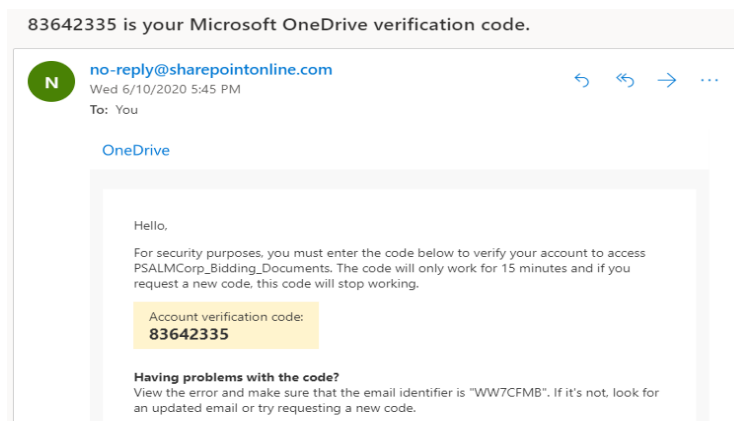 83642335 is your Microsoft OneDrive verification code.
N
no-reply@sharepointonline.com
Wed 6/10/2020 5:45 PM
To: You
OneDrive
Hello,
For security purposes, you must enter the code below to verify your account to access
PSALMCorp_Bidding_Documents. The code will only work for 15 minutes and if you
request a new code, this code will stop working.
Account verification code:
83642335
Having problems with the code?
View the error and make sure that the email identifier is "WW7CFMB". If it's not, look for
an updated email or try requesting a new code.